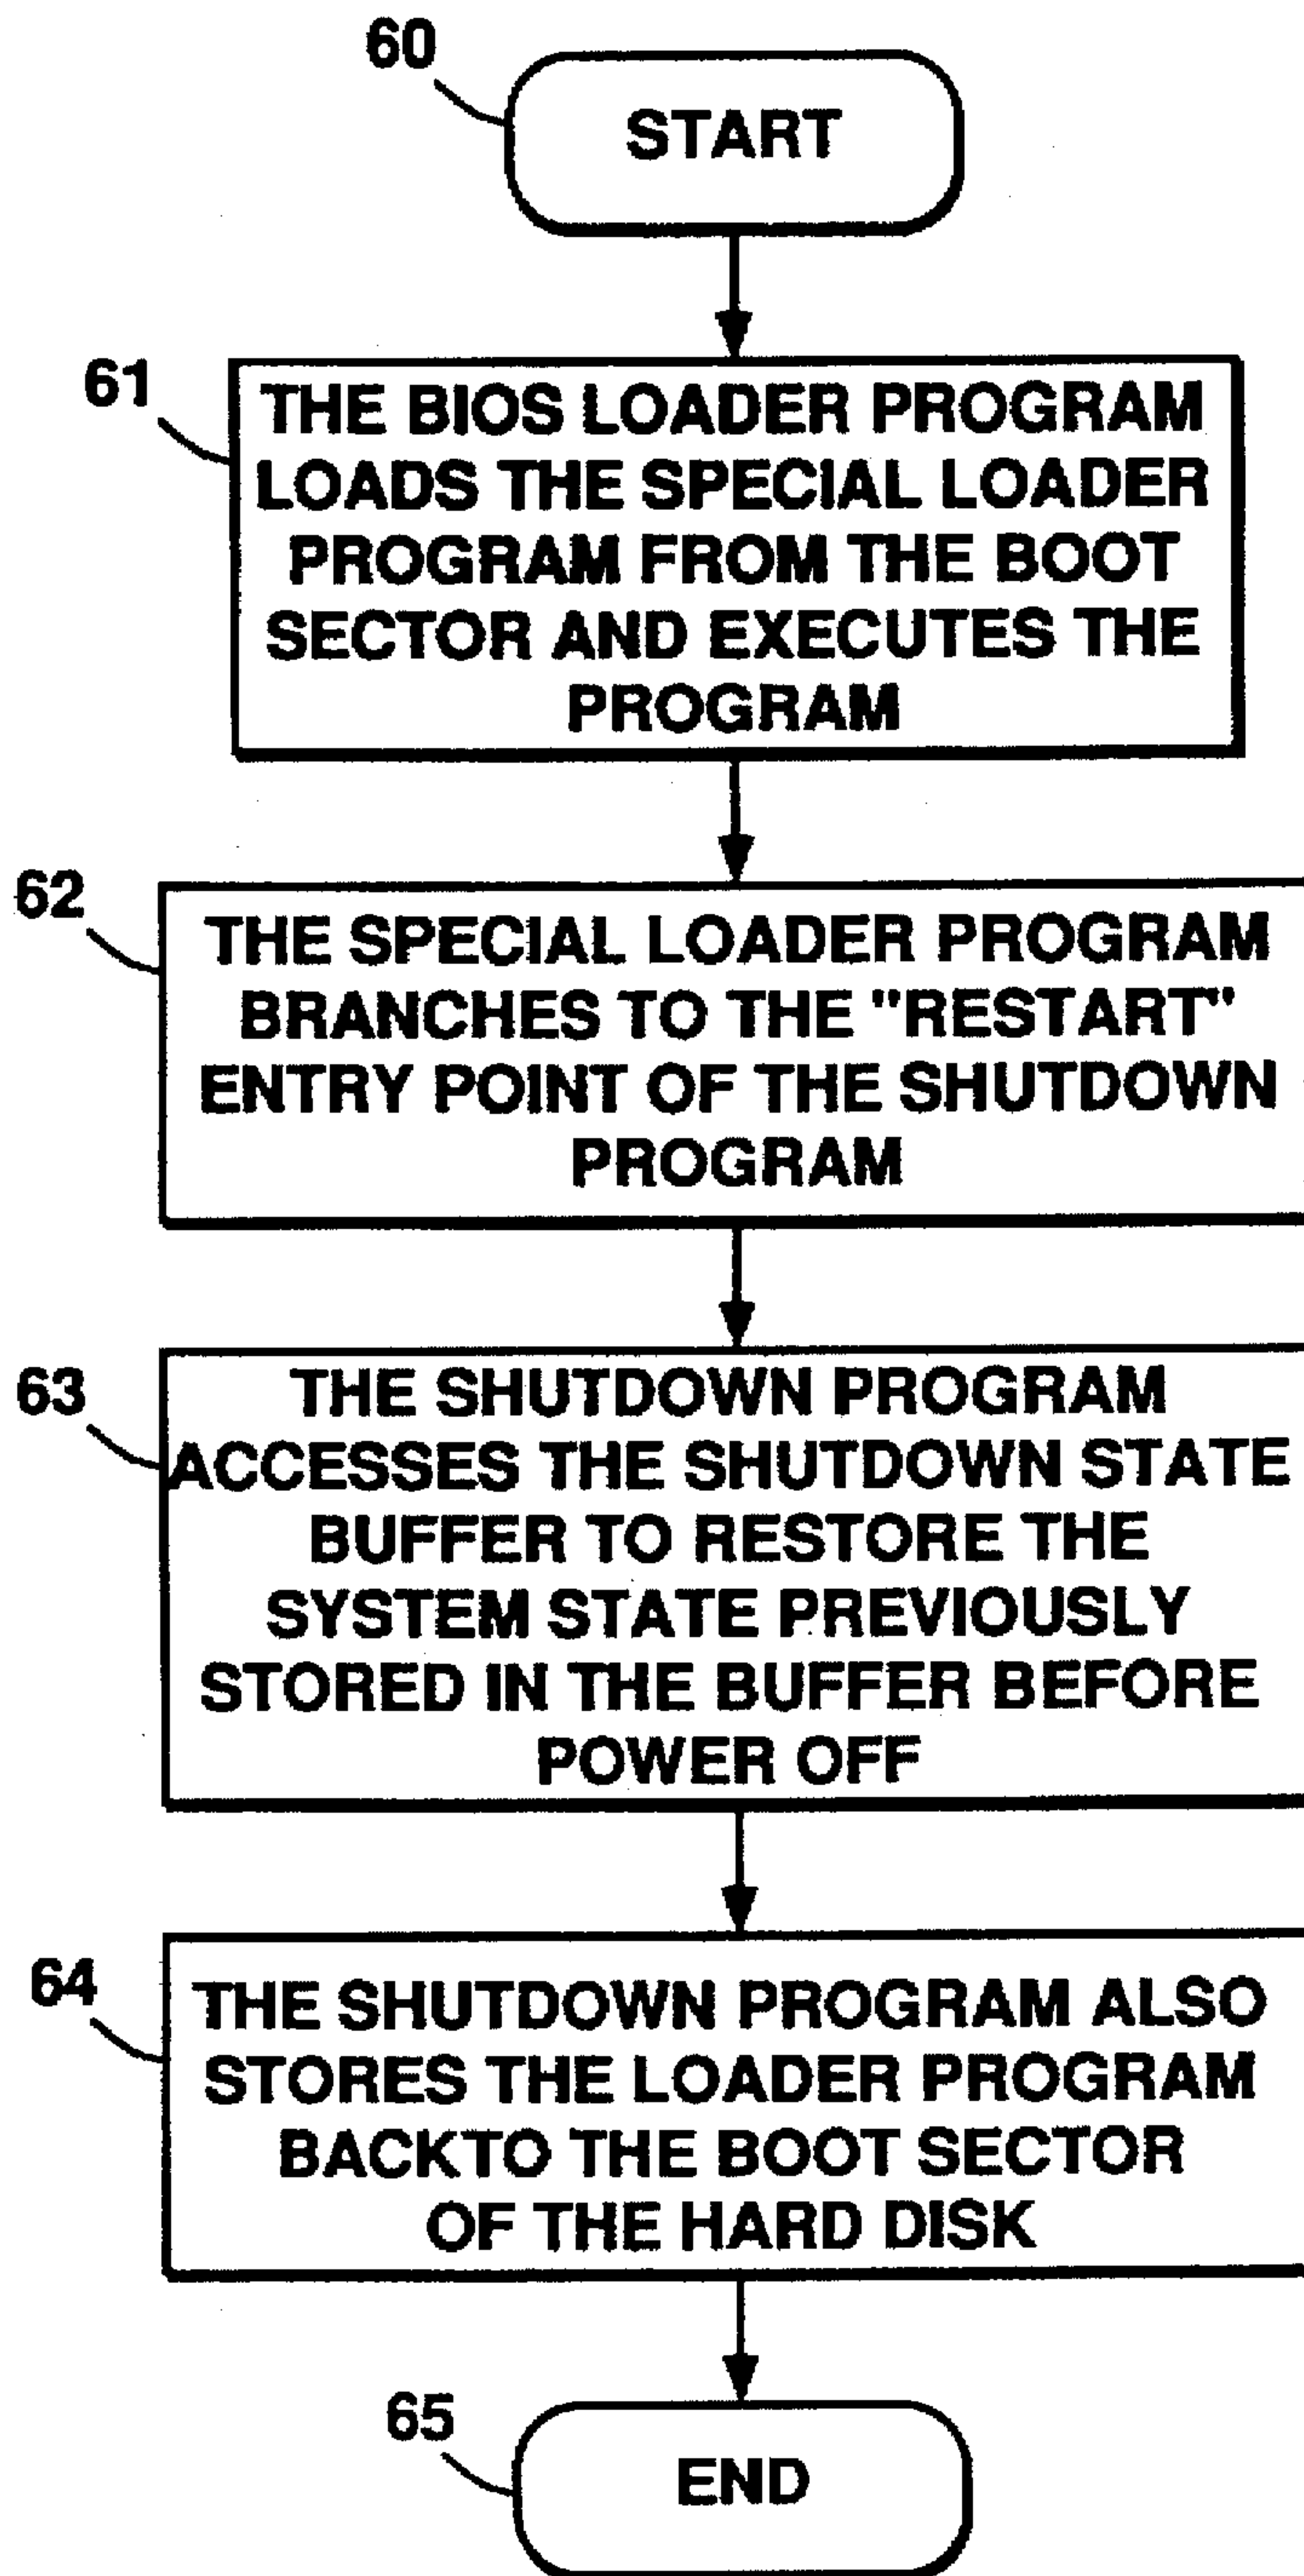 60
START
61
THE BIOS LOADER PROGRAM
LOADS THE SPECIAL LOADER
PROGRAM FROM THE BOOT
SECTOR AND EXECUTES THE
PROGRAM
62
THE SPECIAL LOADER PROGRAM
BRANCHES TO THE "RESTART"
ENTRY POINT OF THE SHUTDOWN
PROGRAM
63
THE SHUTDOWN PROGRAM
ACCESSES THE SHUTDOWN STATE
BUFFER TO RESTORE THE
SYSTEM STATE PREVIOUSLY
STORED IN THE BUFFER BEFORE
POWER OFF
64
THE SHUTDOWN PROGRAM ALSO
STORES THE LOADER PROGRAM
BACKTO THE BOOT SECTOR
OF THE HARD DISK
65
END